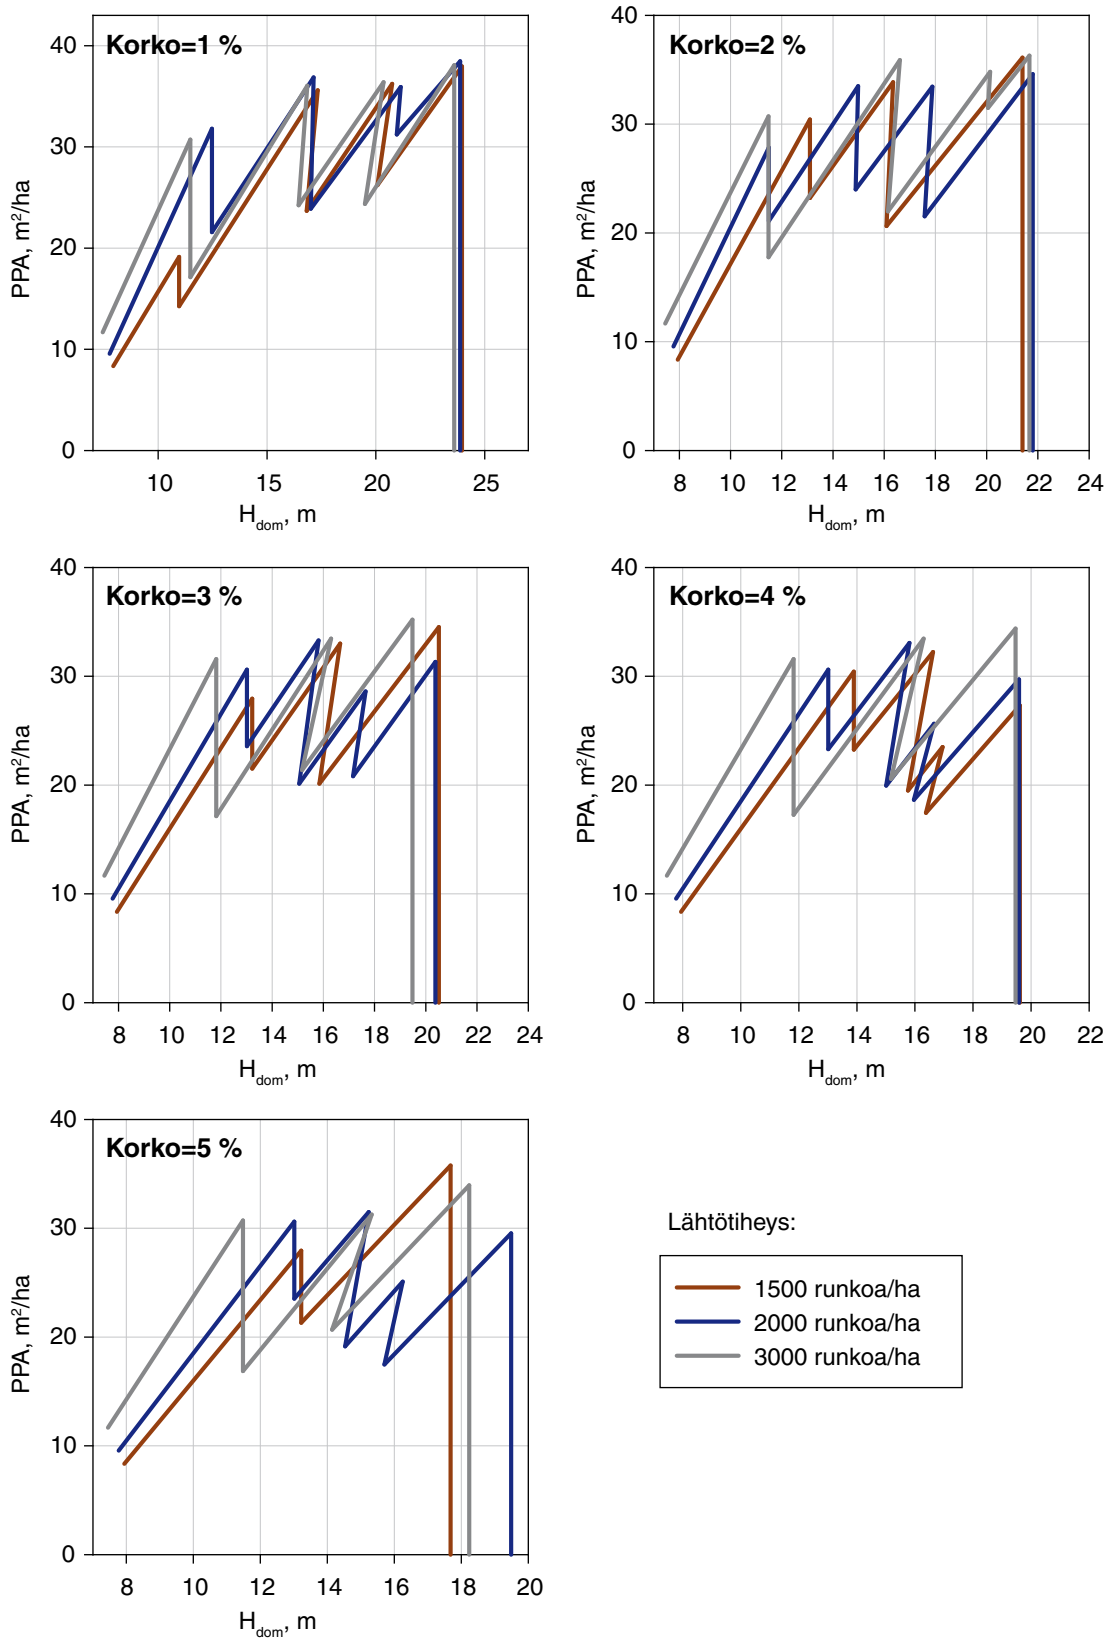 Korko=1 %
40
30
20
10
0
PPA, m²/ha
10 15 20 25
H_dom, m
Korko=2 %
40
30
20
10
0
PPA, m²/ha
8 10 12 14 16 18 20 22 24
H_dom, m
Korko=3 %
40
30
20
10
0
PPA, m²/ha
8 10 12 14 16 18 20 22 24
H_dom, m
Korko=4 %
40
30
20
10
0
PPA, m²/ha
8 10 12 14 16 18 20 22
H_dom, m
Korko=5 %
40
30
20
10
0
PPA, m²/ha
8 10 12 14 16 18 20
H_dom, m
Lähtötiheys:
1500 runkoa/ha
2000 runkoa/ha
3000 runkoa/ha